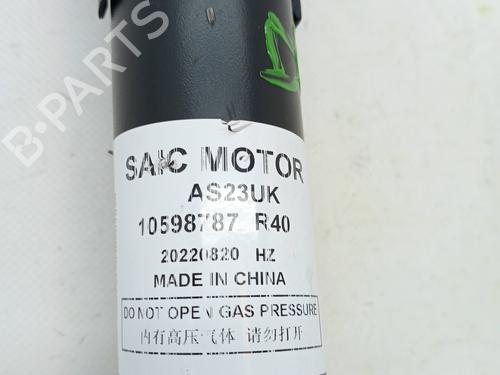 B-PARTS
SAIC MOTOR
AS23UK
10598787 R40
20220820 HZ
MADE IN CHINA
DO NOT OPEN GAS PRESSURE
内有高压气体 请勿打开